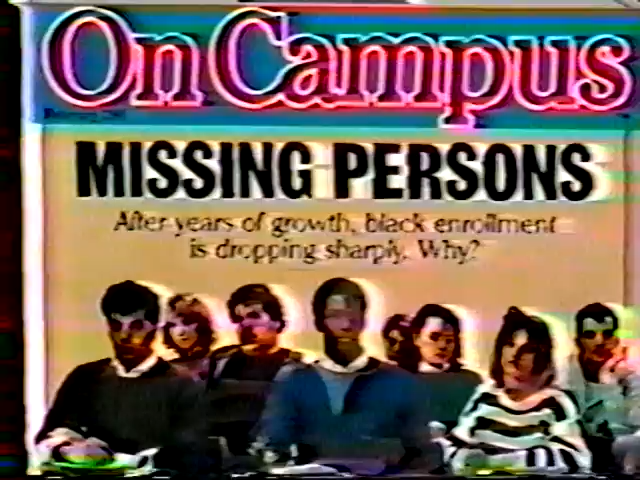 On Campus
MISSING PERSONS
After years of growth, black enrollment
is dropping sharply. Why?